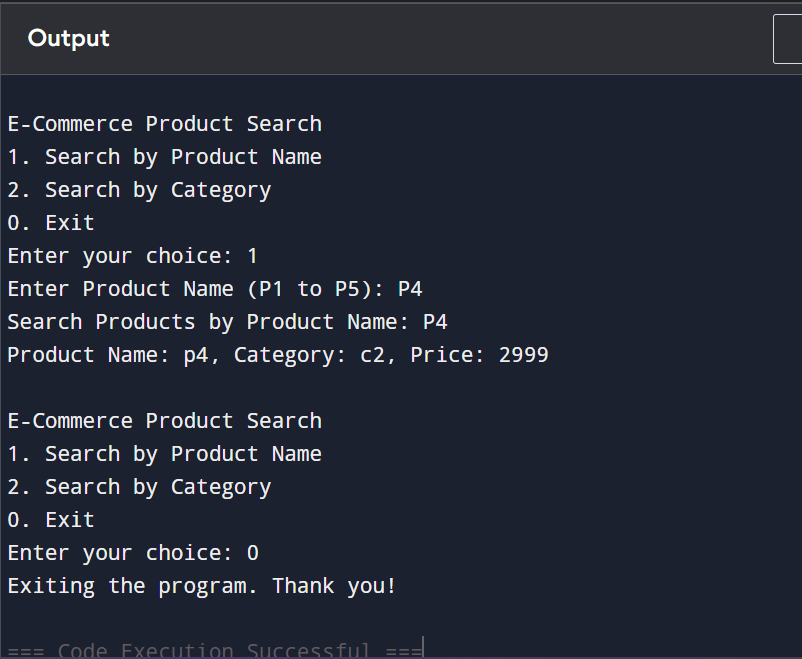 Output
E-Commerce Product Search
1. Search by Product Name
2. Search by Category
0. Exit
Enter your choice: 1
Enter Product Name (P1 to P5): P4
Search Products by Product Name: P4
Product Name: p4, Category: c2, Price: 2999
E-Commerce Product Search
1. Search by Product Name
2. Search by Category
0. Exit
Enter your choice: 0
Exiting the program. Thank you!
=== Code Execution Successful ===